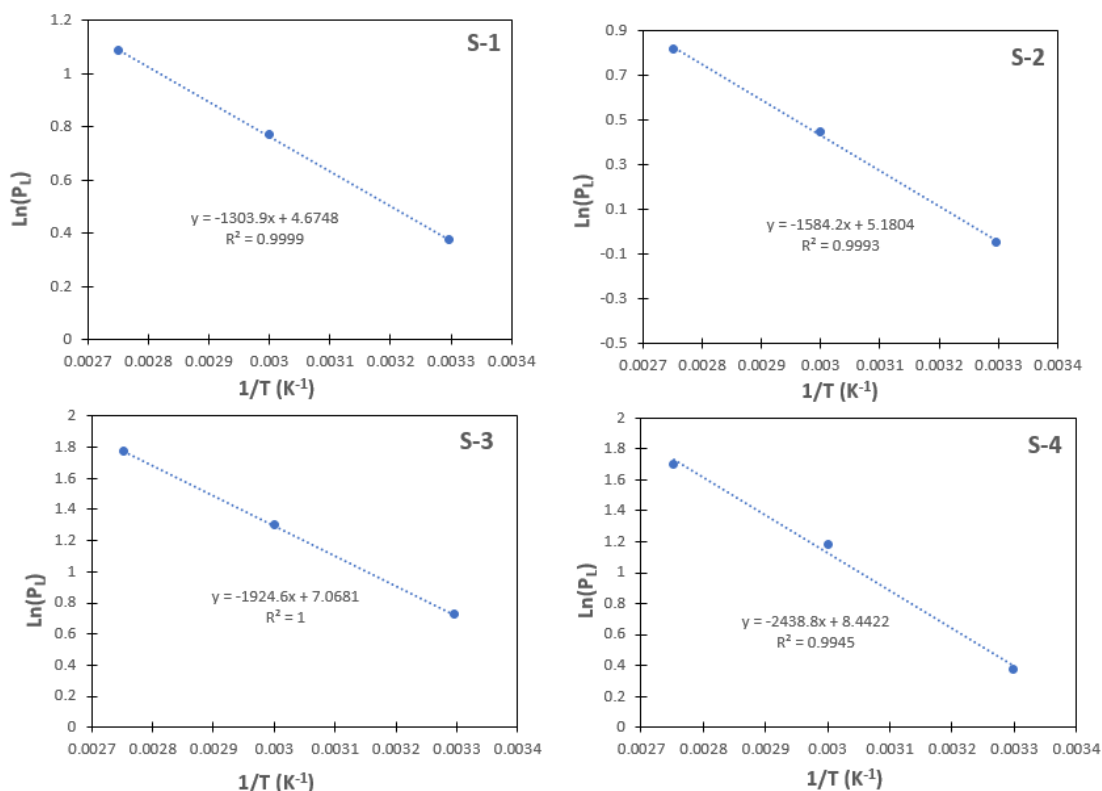 S-1
1.2
1
0.8
0.6
0.4
0.2
0
Ln(P_L)
y = -1303.9x + 4.6748
R² = 0.9999
0.0027 0.0028 0.0029 0.003 0.0031 0.0032 0.0033 0.0034
1/T (K⁻¹)
S-2
0.9
0.7
0.5
0.3
0.1
-0.1
-0.3
-0.5
Ln(P_L)
y = -1584.2x + 5.1804
R² = 0.9993
0.0027 0.0028 0.0029 0.003 0.0031 0.0032 0.0033 0.0034
1/T (K⁻¹)
S-3
2
1.8
1.6
1.4
1.2
1
0.8
0.6
0.4
0.2
0
Ln(P_L)
y = -1924.6x + 7.0681
R² = 1
0.0027 0.0028 0.0029 0.003 0.0031 0.0032 0.0033 0.0034
1/T (K⁻¹)
S-4
2
1.8
1.6
1.4
1.2
1
0.8
0.6
0.4
0.2
0
Ln(P_L)
y = -2438.8x + 8.4422
R² = 0.9945
0.0027 0.0028 0.0029 0.003 0.0031 0.0032 0.0033 0.0034
1/T (K⁻¹)